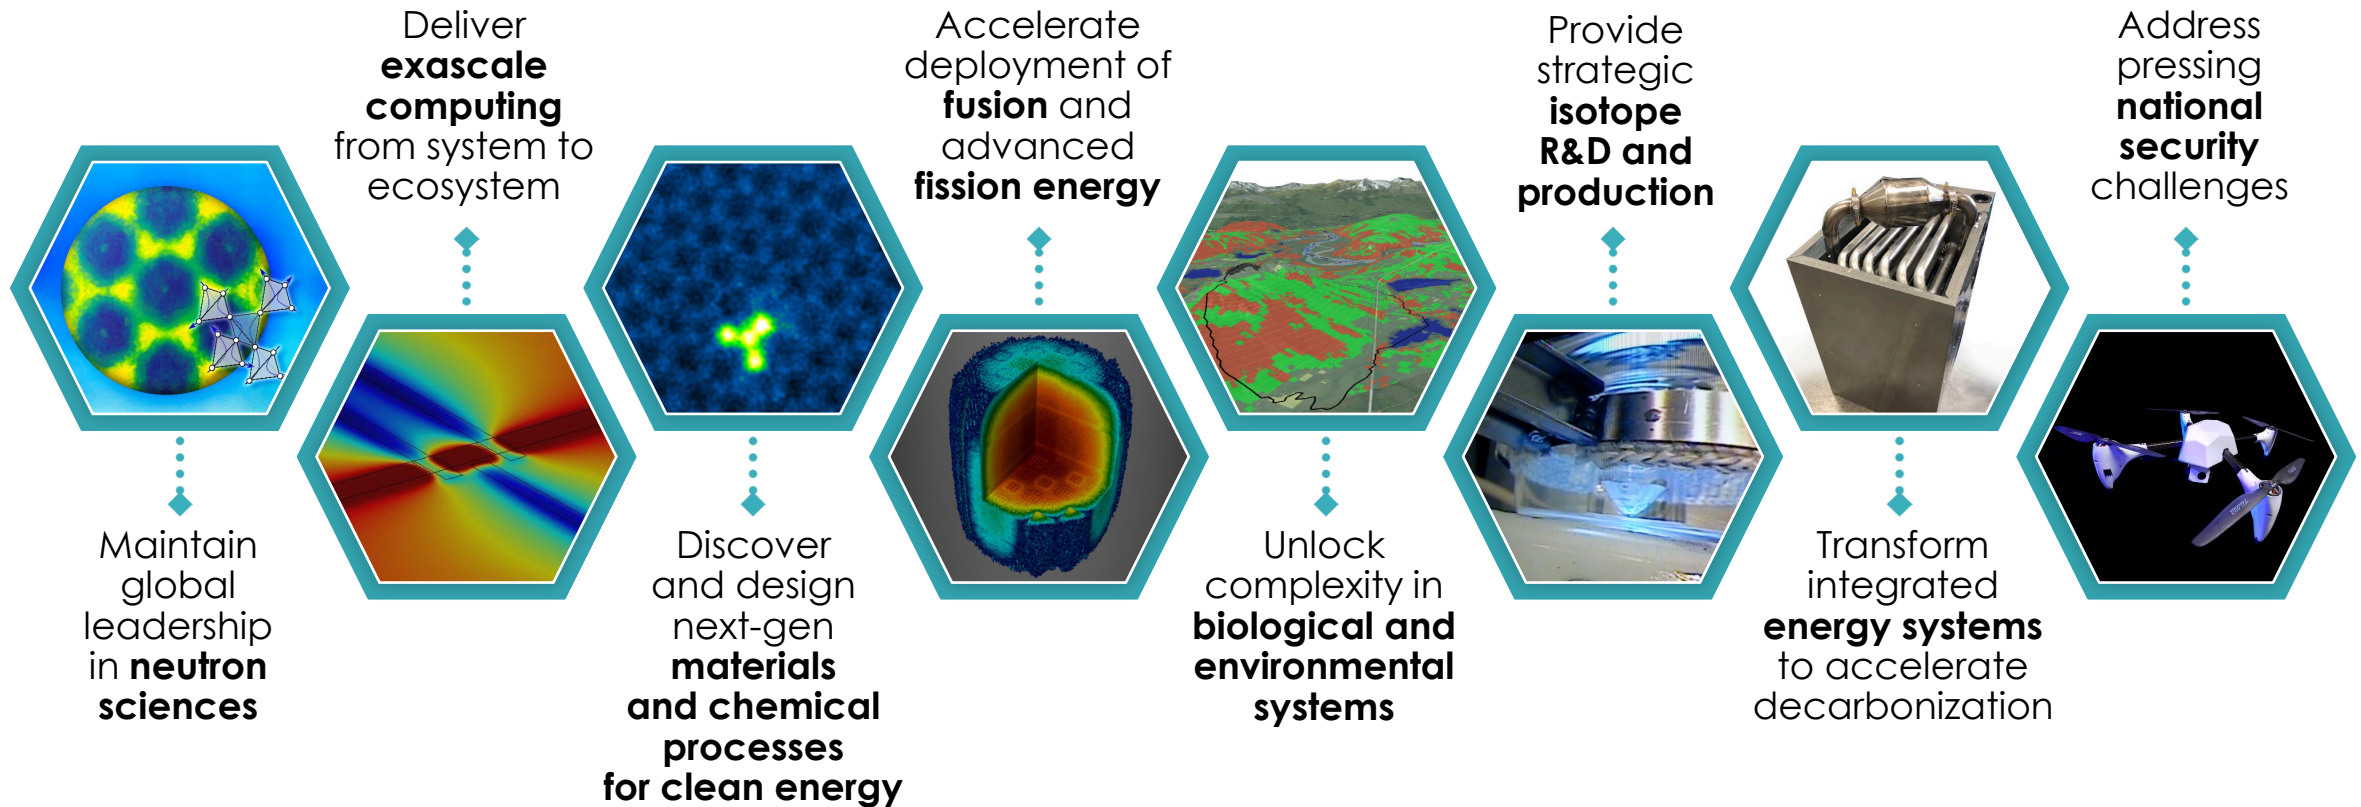 Maintain
global
leadership
in neutron
sciences
Deliver
exascale
computing
from system to
ecosystem
Discover
and design
next-gen
materials
and chemical
processes
for clean energy
Accelerate
deployment of
fusion and
advanced
fission energy
Unlock
complexity in
biological and
environmental
systems
Provide
strategic
isotope
R&D and
production
Transform
integrated
energy systems
to accelerate
decarbonization
Address
pressing
national
security
challenges